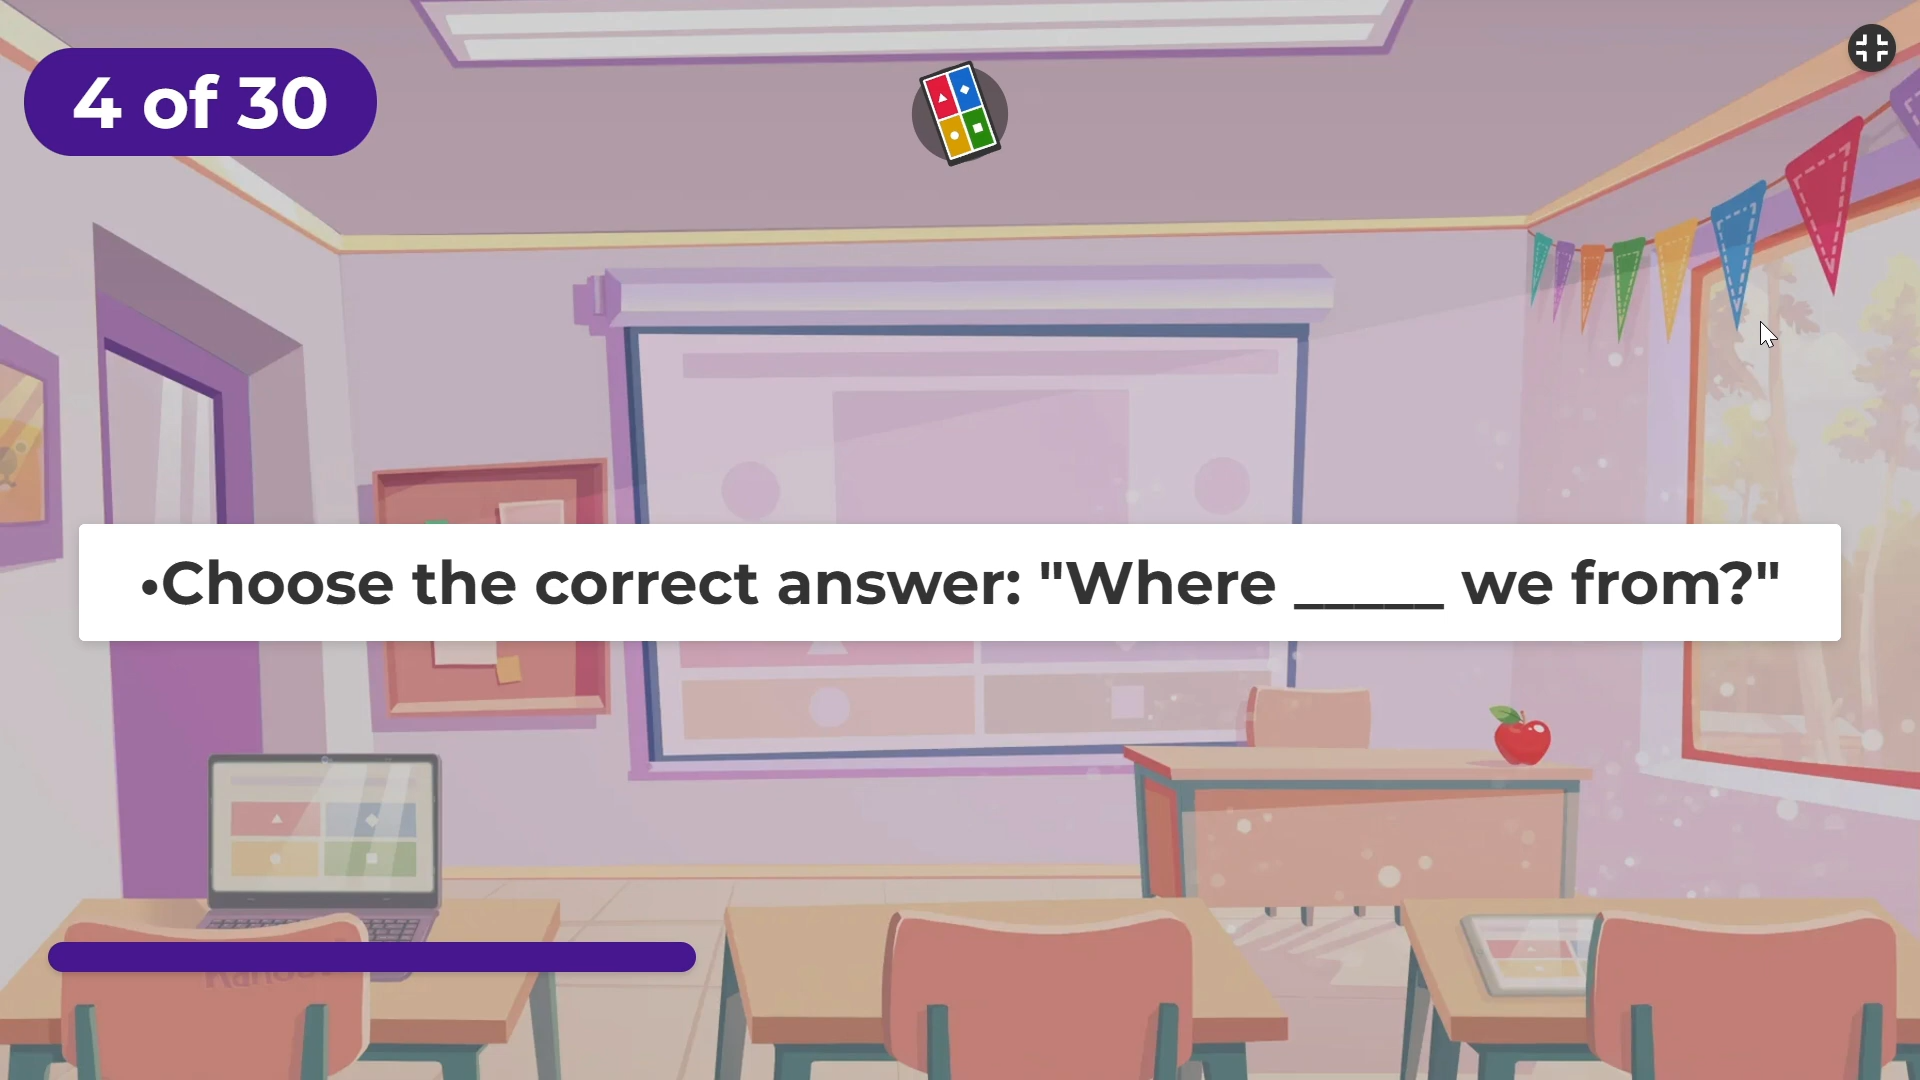 4 of 30
•Choose the correct answer: "Where _____ we from?"